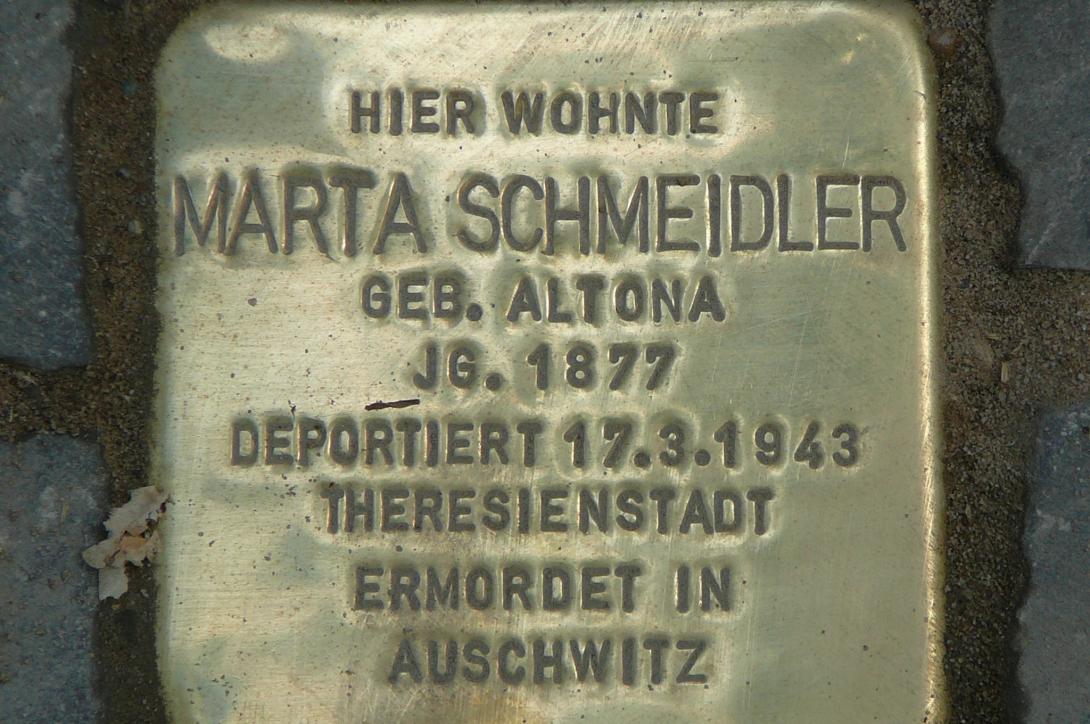 HIER WOHNTE
MARTA SCHMEIDLER
GEB. ALTONA
JG. 1877
DEPORTIERT 17.3.1943
THERESIENSTADT
ERMORDET IN
AUSCHWITZ